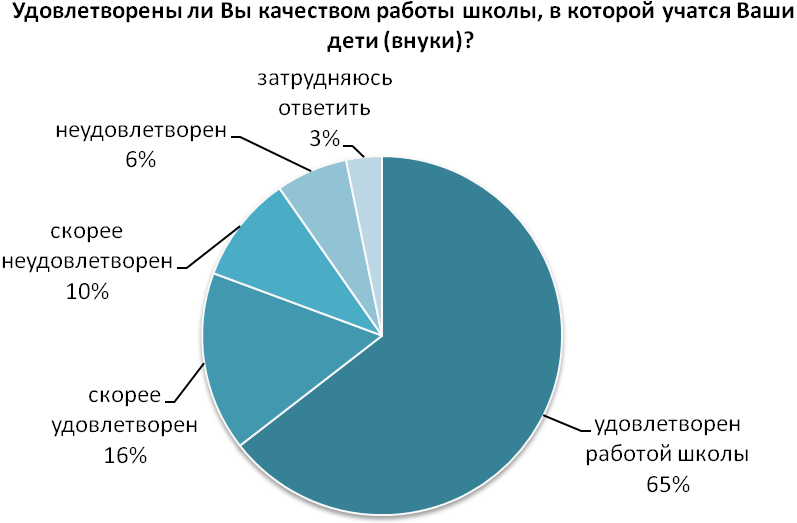 Удовлетворены ли Вы качеством работы школы, в которой учатся Ваши
дети (внуки)?
затрудняюсь
ответить
3%
неудовлетворен
6%
скорее
неудовлетворен
10%
скорее
удовлетворен
16%
удовлетворен
работой школы
65%